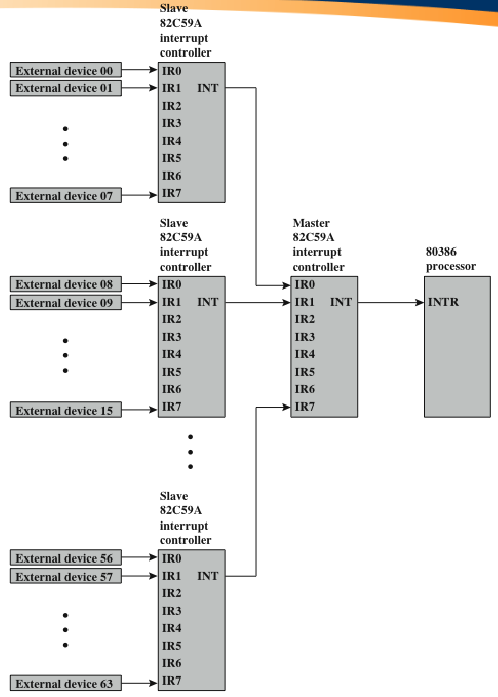 Slave
82C59A
interrupt
controller
External device 00
External device 01
External device 07
IR0
IR1 INT
IR2
IR3
IR4
IR5
IR6
IR7
Slave
82C59A
interrupt
controller
External device 08
External device 09
External device 15
IR0
IR1 INT
IR2
IR3
IR4
IR5
IR6
IR7
Master
82C59A
interrupt
controller
IR0
IR1 INT
IR2
IR3
IR4
IR5
IR6
IR7
80386
processor
INTR
Slave
82C59A
interrupt
controller
External device 56
External device 57
External device 63
IR0
IR1 INT
IR2
IR3
IR4
IR5
IR6
IR7